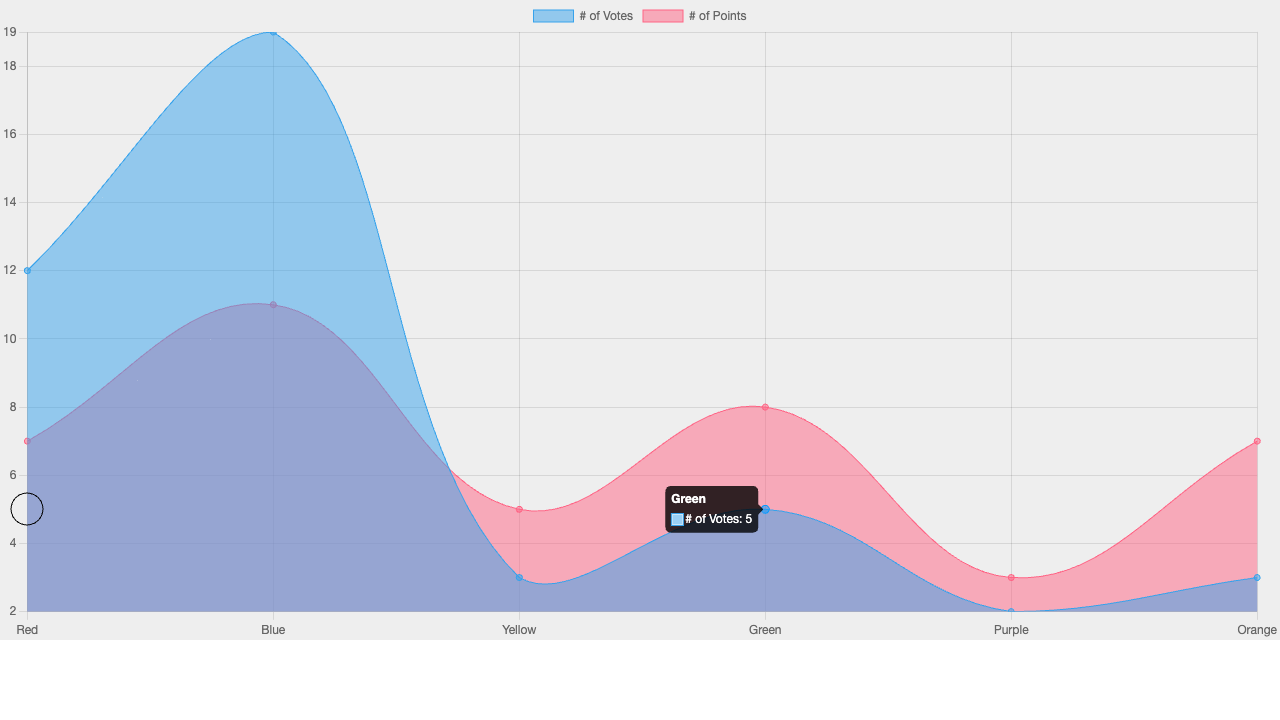 # of Votes # of Points
19
18
16
14
12
10
8
6
4
2
Green
# of Votes: 5
Red Blue Yellow Green Purple Orange